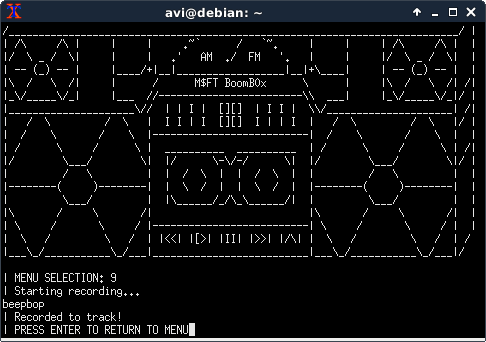 avi@debian: ~
AM ./ FM
M$FT BoomB0x
| MENU SELECTION: 9
| Starting recording...
beepbop
| Recorded to track!
| PRESS ENTER TO RETURN TO MENU